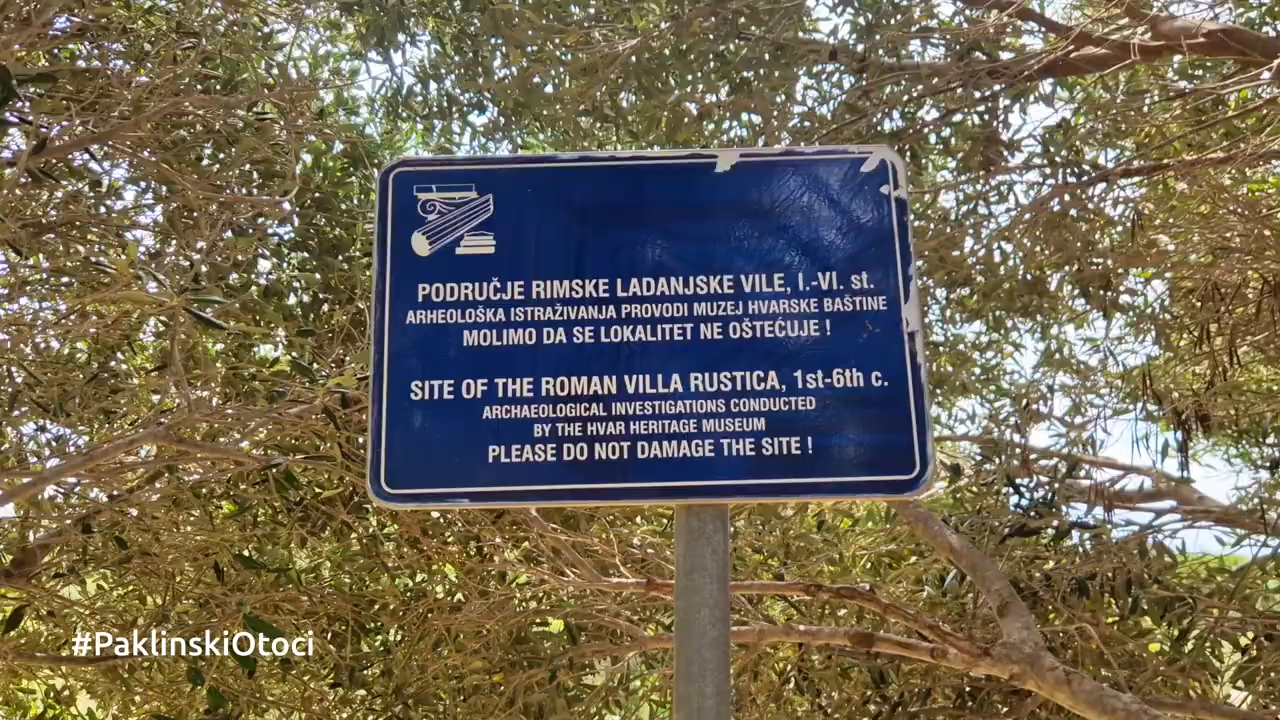 PODRUČJE RIMSKE LADANJSKE VILE, I.-VI. st.
ARHEOLOŠKA ISTRAŽIVANJA PROVODI MUZEJ HVARSKE BAŠTINE
MOLIMO DA SE LOKALITET NE OŠTEĆUJE !
SITE OF THE ROMAN VILLA RUSTICA, 1st-6th c.
ARCHAEOLOGICAL INVESTIGATIONS CONDUCTED
BY THE HVAR HERITAGE MUSEUM
PLEASE DO NOT DAMAGE THE SITE !
#PaklinskiOtoci